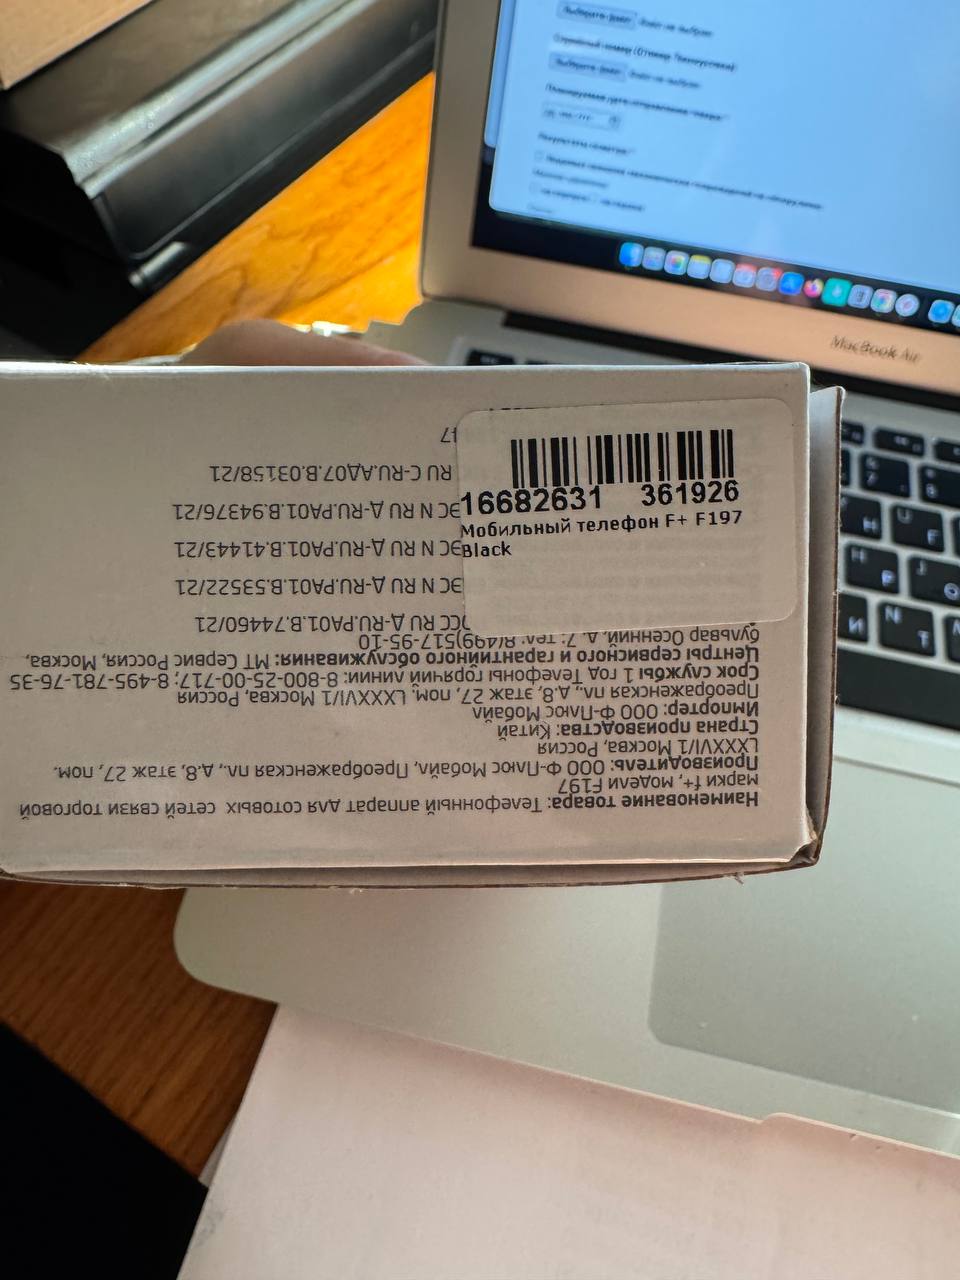 MacBook Air
16682631 361926
Мобильный телефон F+ F197
Black
Наименование товара: Телефонный аппарат для сотовых сетей связи торговой
марки f+, модели F197
Производитель: ООО Ф-Плюс Мобайл, Преображенская пл., д.8, этаж 27, пом.
LXXXVI/1 Москва, Россия
Страна производства: Китай
Импортер: ООО Ф-Плюс Мобайл
Преображенская пл., д.8, этаж 27, пом. LXXXVI/1 Москва, Россия
Срок службы 1 год Телефоны горячий линии: 8-800-25-00-717; 8-495-781-76-35
Центры сервисного и гарантийного обслуживания: МТ Сервис Россия, Москва,
бульвар Осенний, д. 7; тел: 8(499)517-95-10
RU Д-RU.РА01.В.74460/21
ЭС N RU Д-RU.РА01.В.53522/21
ЭС N RU Д-RU.РА01.В.41443/21
ЭС N RU Д-RU.РА01.В.94376/21
RU С-RU.АД07.В.03158/21